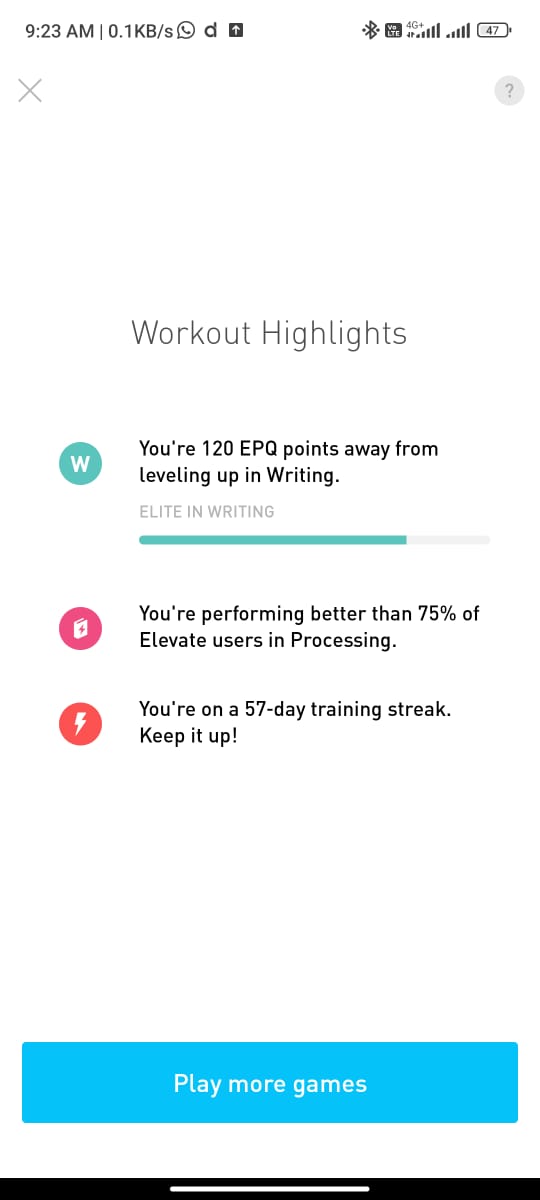 9:23 AM | 0.1KB/s d
Vo LTE 4G+ 47
?
Workout Highlights
W
You're 120 EPQ points away from
leveling up in Writing.
ELITE IN WRITING
You're performing better than 75% of
Elevate users in Processing.
You're on a 57-day training streak.
Keep it up!
Play more games